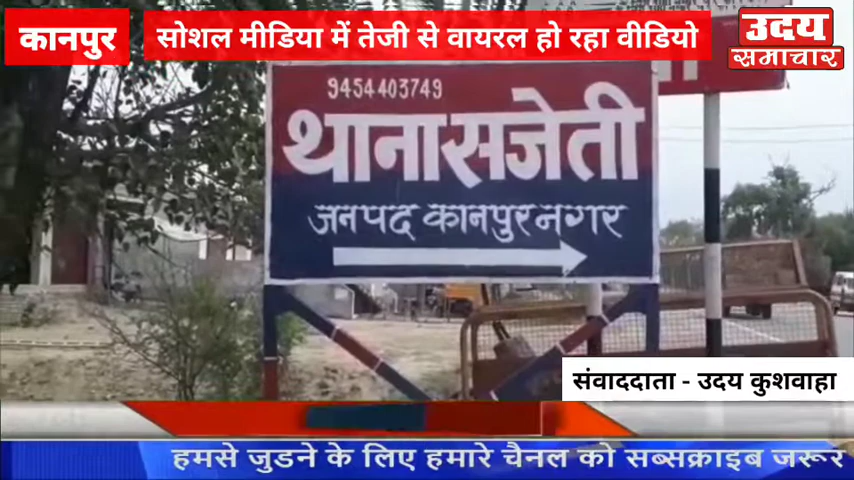 कानपुर
सोशल मीडिया में तेजी से वायरल हो रहा वीडियो
उदय
समाचार
9454403749
थाना सजेती
जनपद कानपुर नगर
संवाददाता - उदय कुशवाहा
हमसे जुडने के लिए हमारे चैनल को सब्सक्राइब जरूर